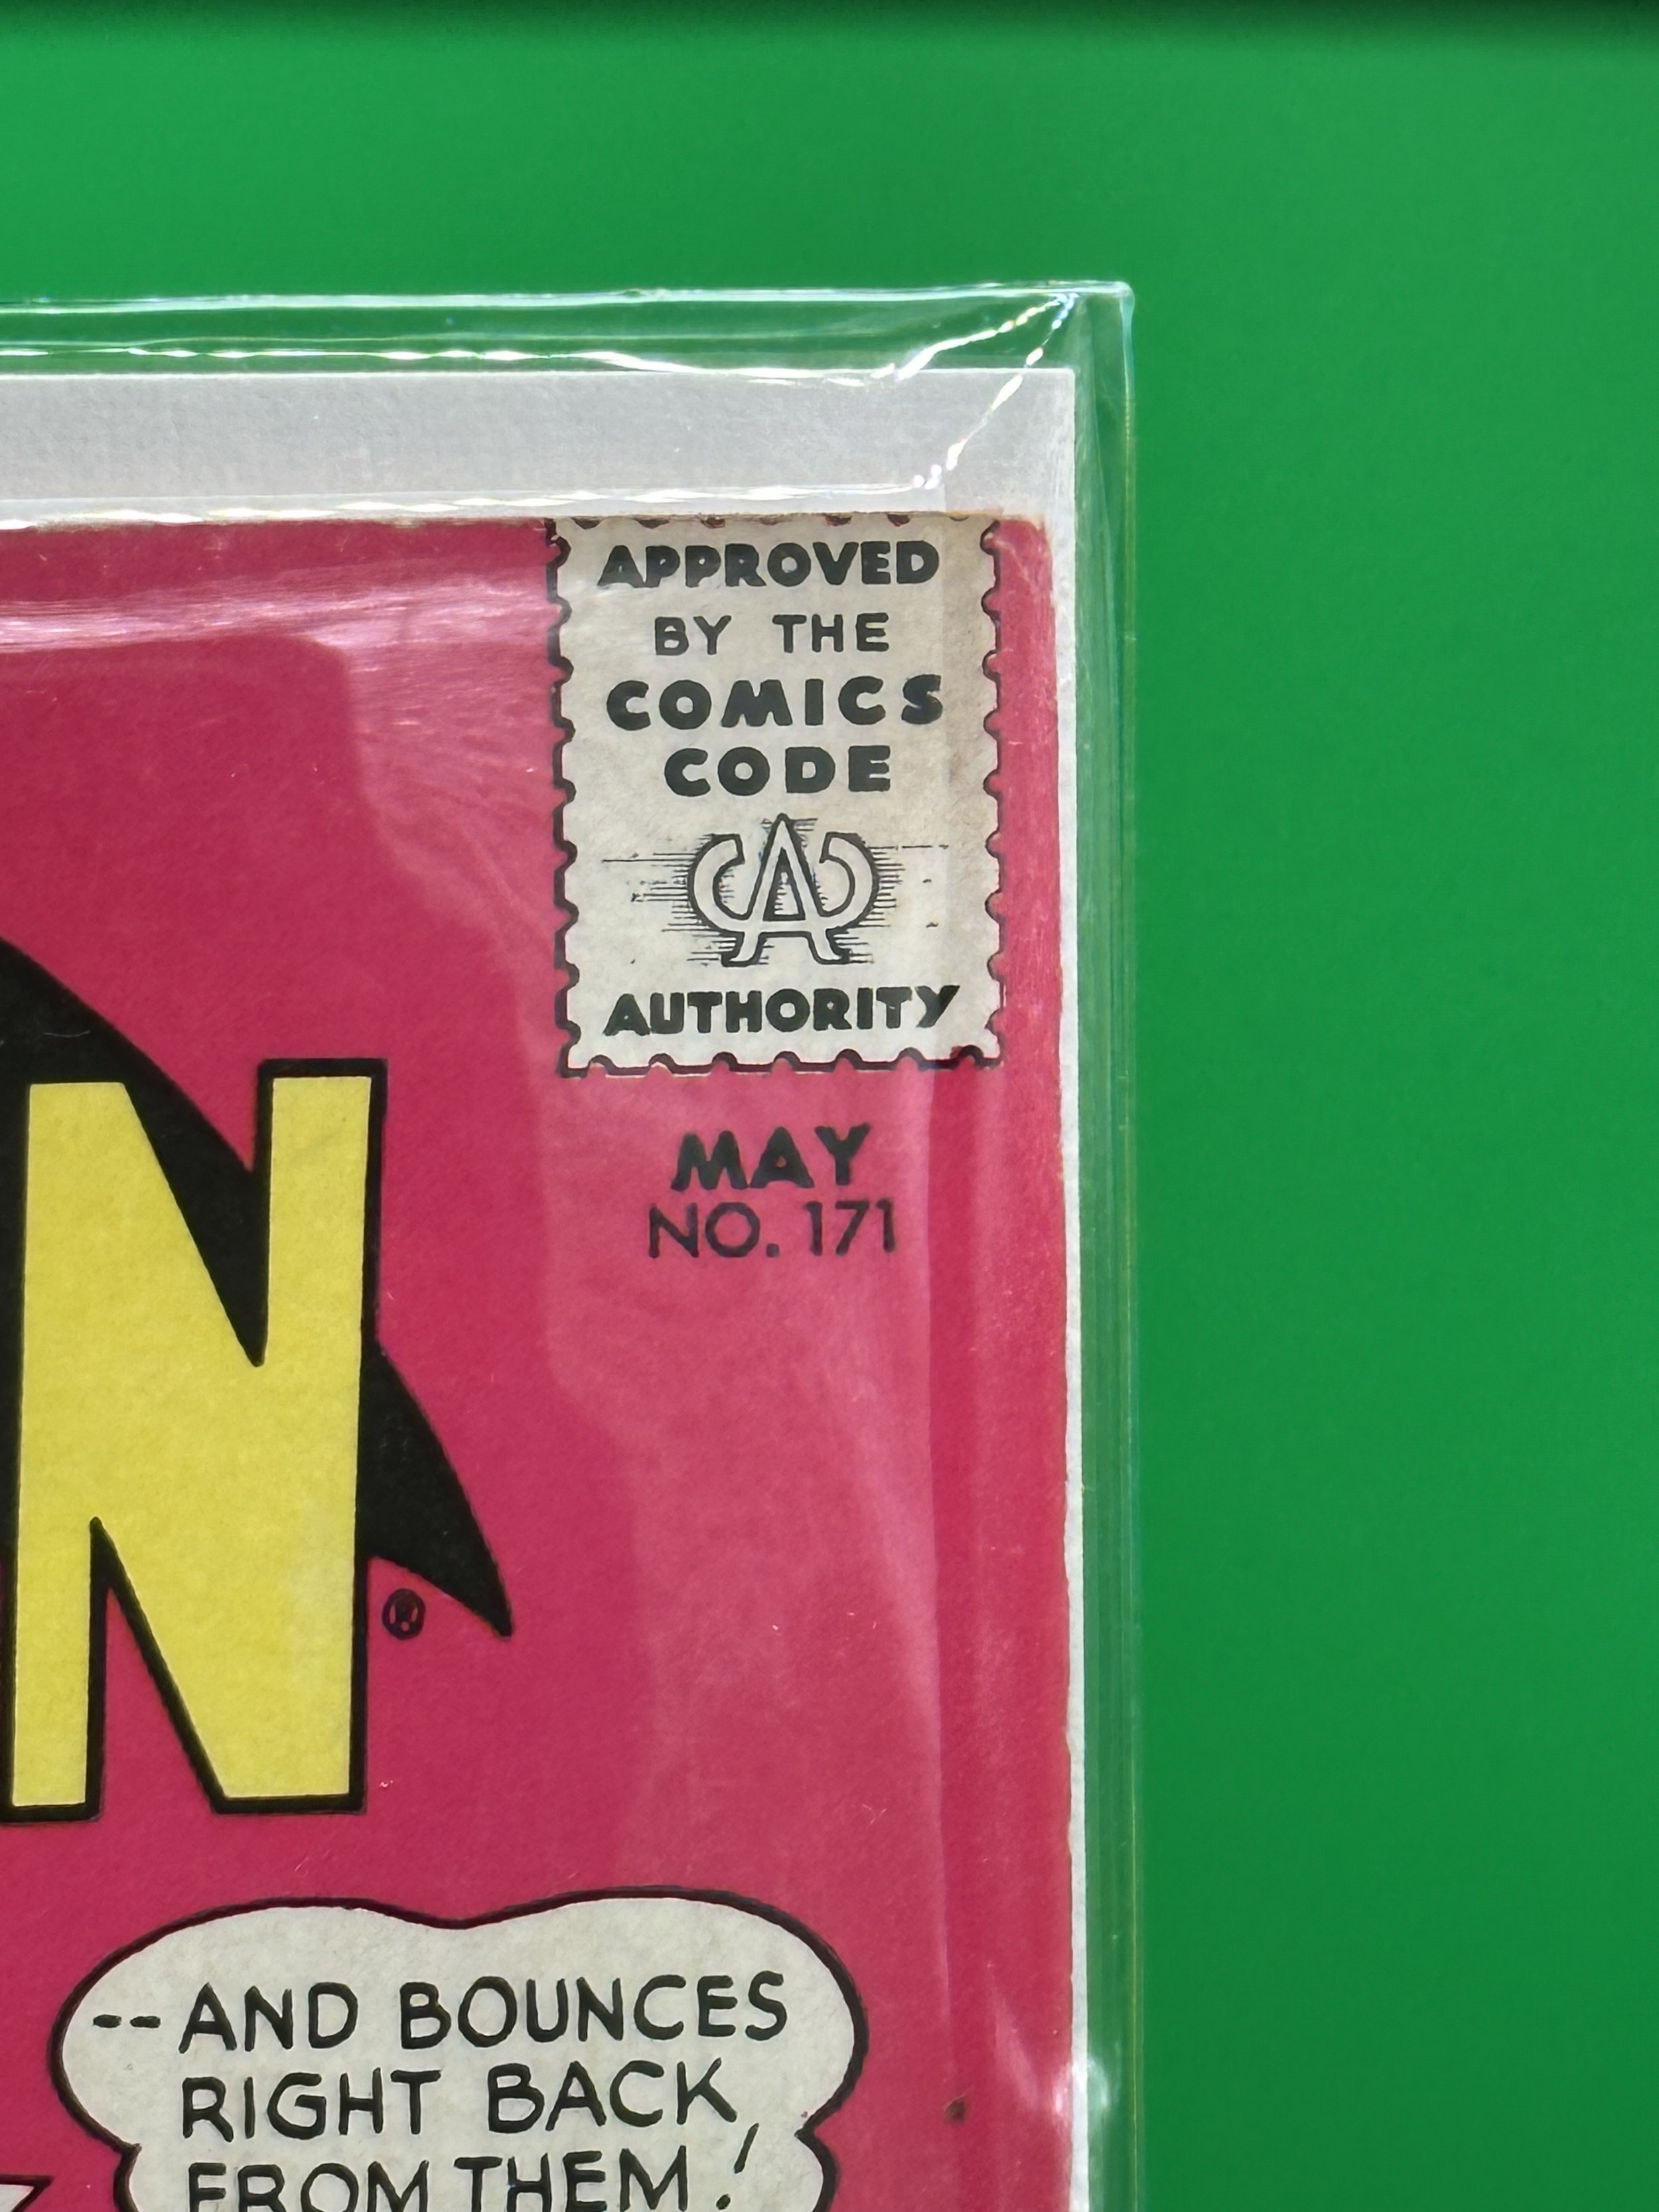 APPROVED
BY THE
COMICS
CODE
CA
AUTHORITY
MAY
NO. 171
N
®
--AND BOUNCES
RIGHT BACK
FROM THEM!